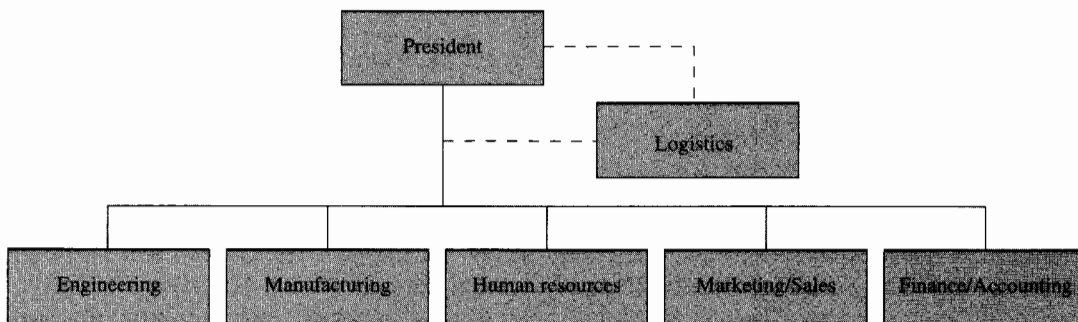 President
Logistics
Engineering
Manufacturing
Human resources
Marketing/Sales
Finance/Accounting